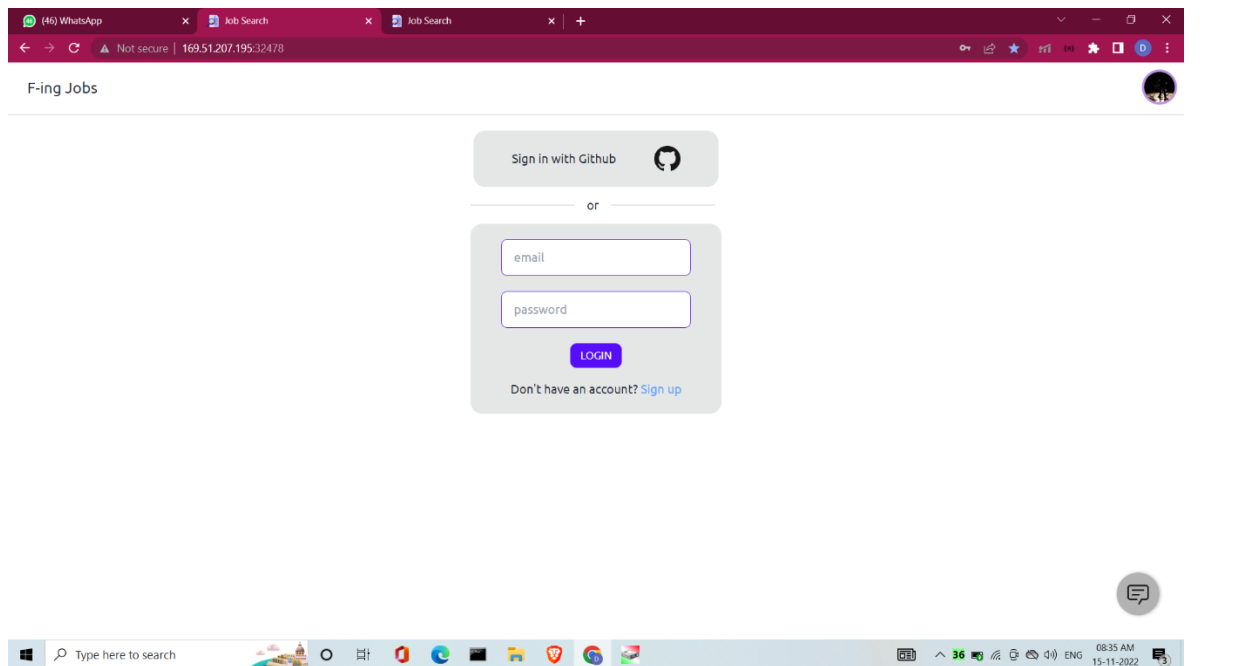 (46) WhatsApp Job Search Job Search
Not secure | 169.51.207.195:32478
D
F-ing Jobs
Sign in with Github
or
email
password
LOGIN
Don't have an account? Sign up
Type here to search
36 ENG 08:35 AM
15-11-2022
3